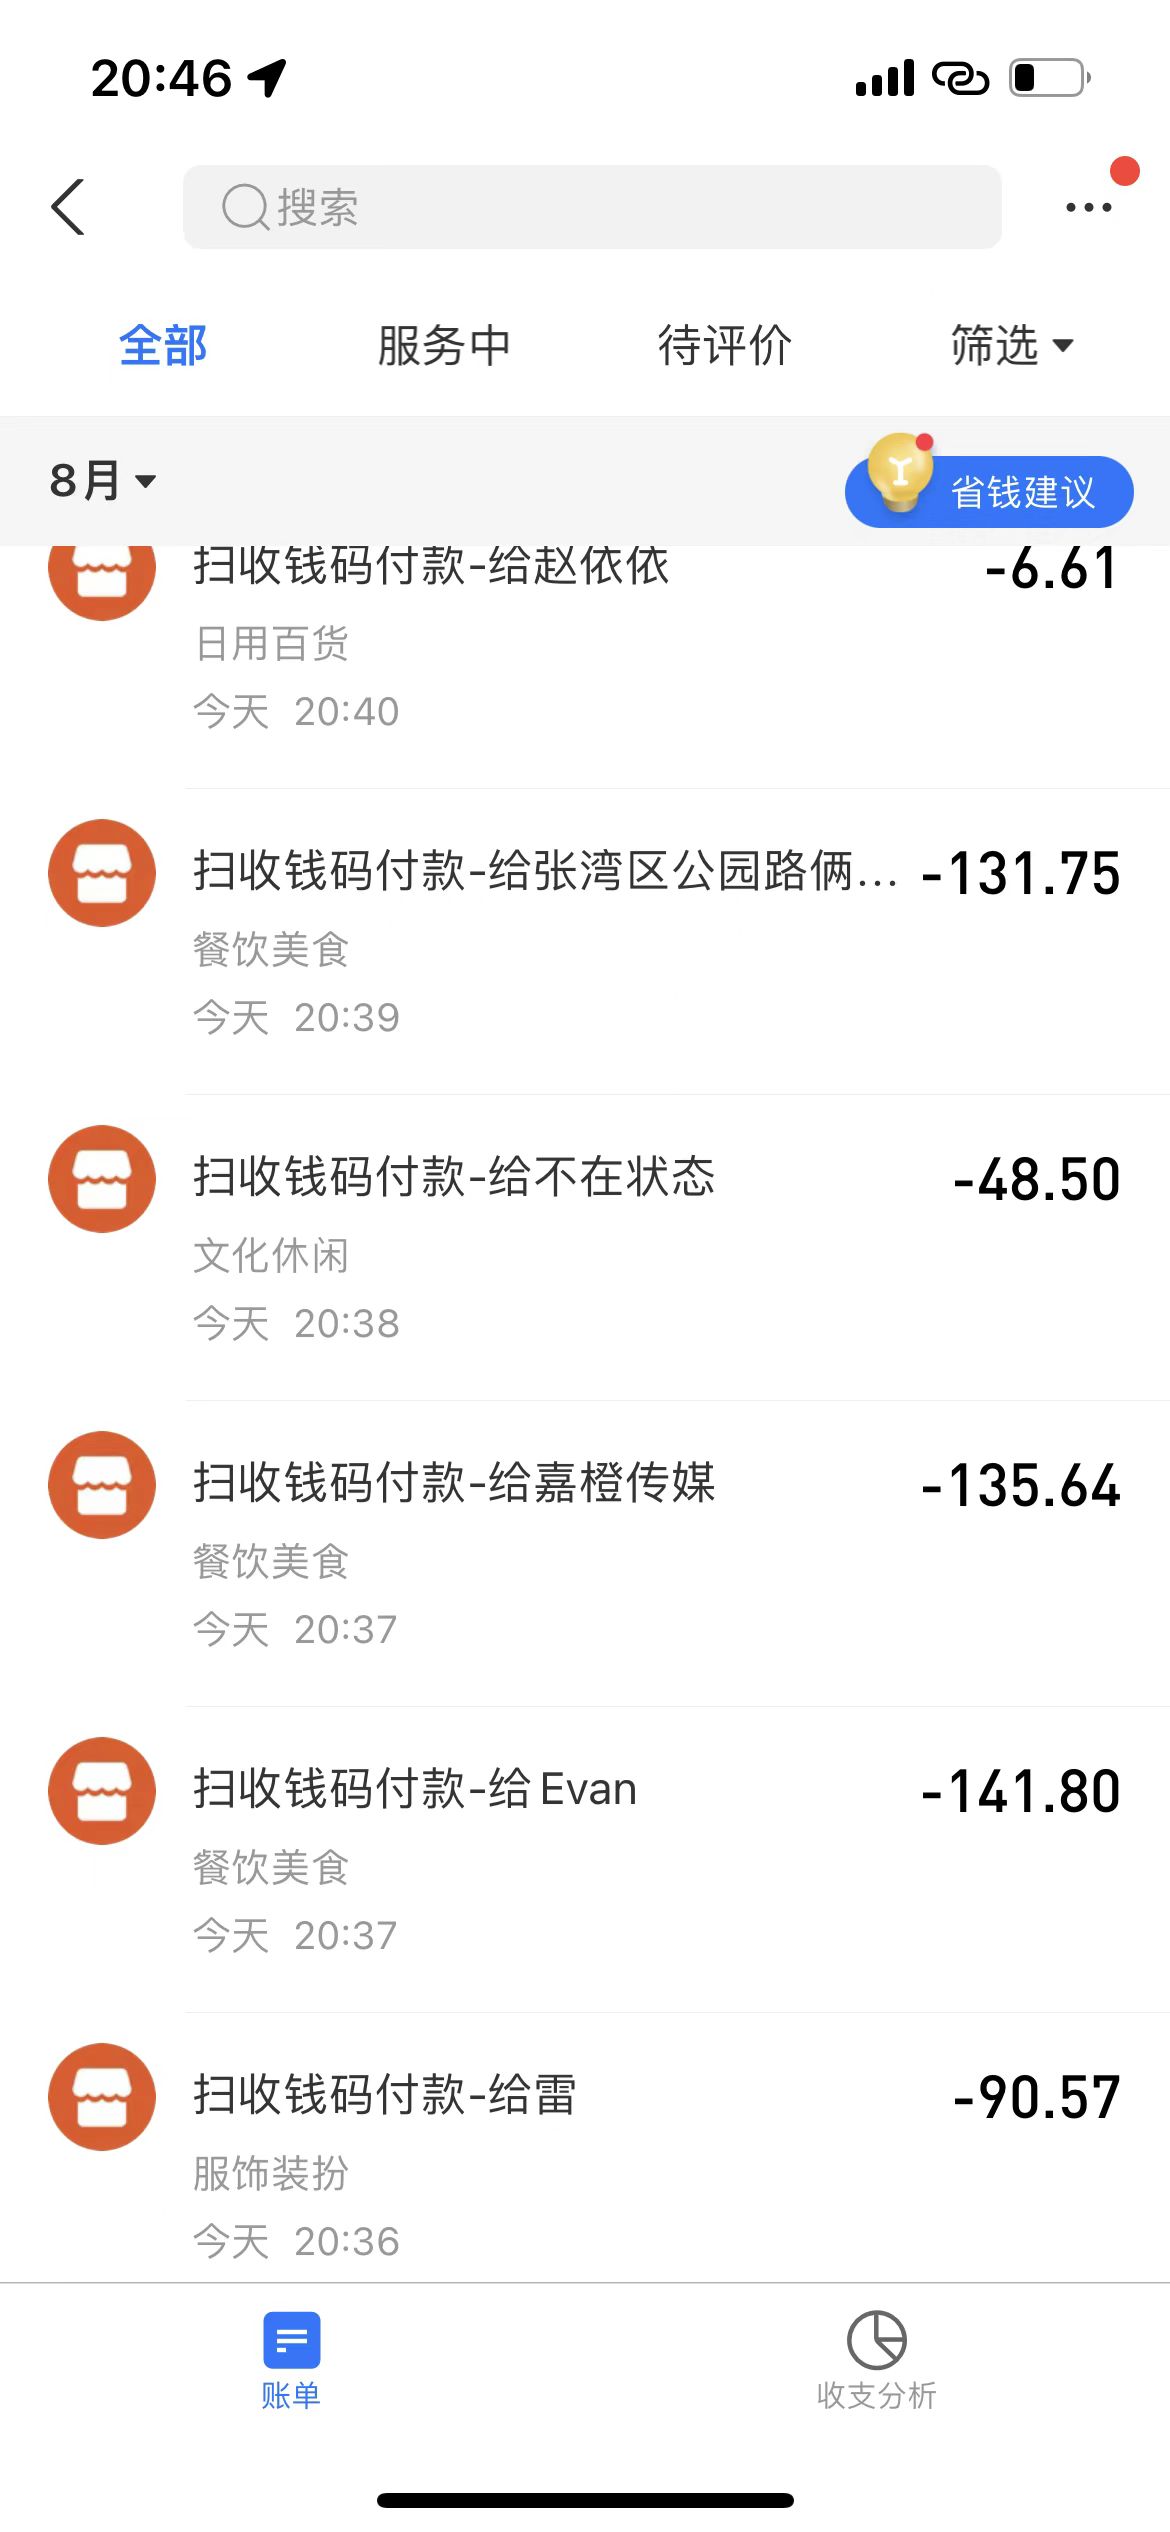 20:46
搜索
全部 服务中 待评价 筛选
8月 省钱建议
扫收钱码付款-给赵依依 -6.61
日用百货
今天 20:40
扫收钱码付款-给张湾区公园路俩... -131.75
餐饮美食
今天 20:39
扫收钱码付款-给不在状态 -48.50
文化休闲
今天 20:38
扫收钱码付款-给嘉橙传媒 -135.64
餐饮美食
今天 20:37
扫收钱码付款-给Evan -141.80
餐饮美食
今天 20:37
扫收钱码付款-给雷 -90.57
服饰装扮
今天 20:36
账单 收支分析